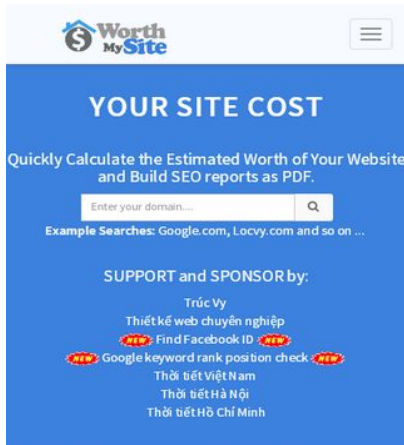 Worth
MySite
YOUR SITE COST
Quickly Calculate the Estimated Worth of Your Website
and Build SEO reports as PDF.
Enter your domain....
Example Searches: Google.com, Locvy.com and so on ...
SUPPORT and SPONSOR by:
Trúc Vy
Thiết kế web chuyên nghiệp
NEW Find Facebook ID NEW
NEW Google keyword rank position check NEW
Thời tiết Việt Nam
Thời tiết Hà Nội
Thời tiết Hồ Chí Minh